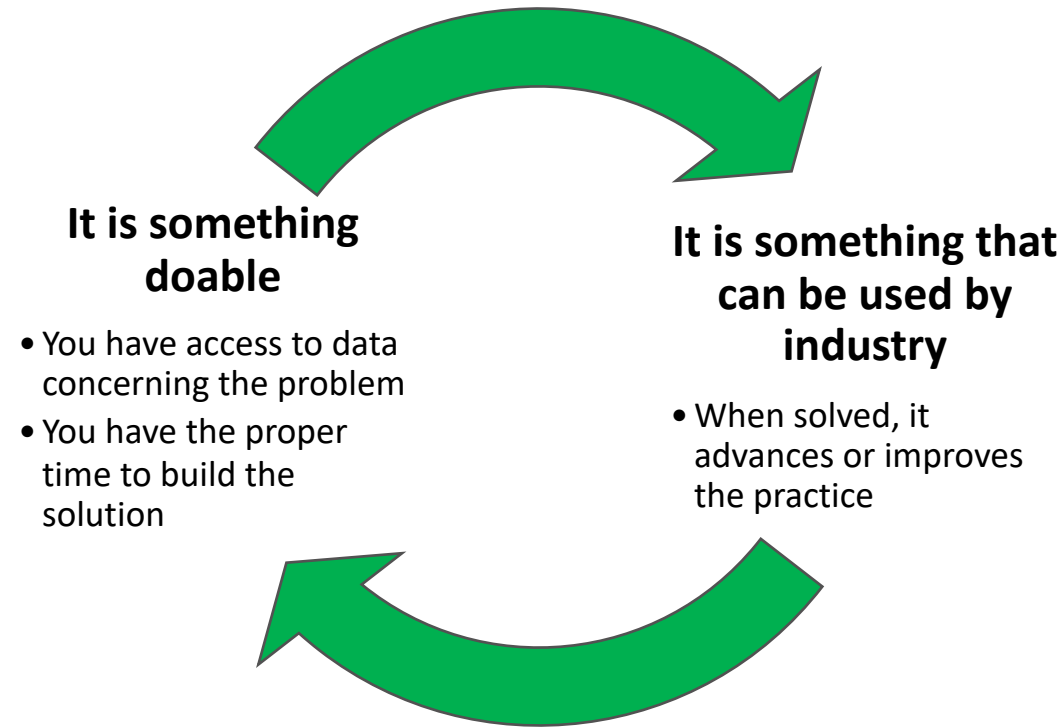 It is something
doable
• You have access to data
concerning the problem
• You have the proper
time to build the
solution
It is something that
can be used by
industry
• When solved, it
advances or improves
the practice